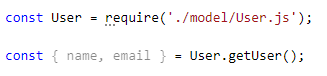 const User = require('./model/User.js');
const { name, email } = User.getUser();